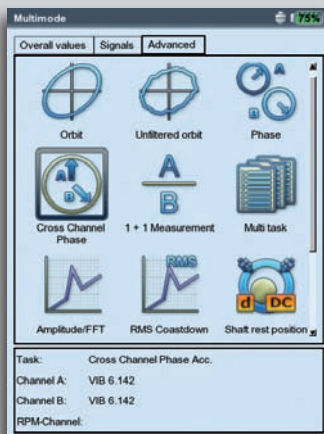 Multimode 75%
Overall values Signals Advanced
A
B
Orbit Unfiltered orbit Phase
A
B
A
B
RMS
d DC
Cross Channel
Phase
1 + 1 Measurement Multi task
Amplitude/FFT RMS Coastdown Shaft rest position
Task: Cross Channel Phase Acc.
Channel A: VIB 6.142
Channel B: VIB 6.142
RPM-Channel: